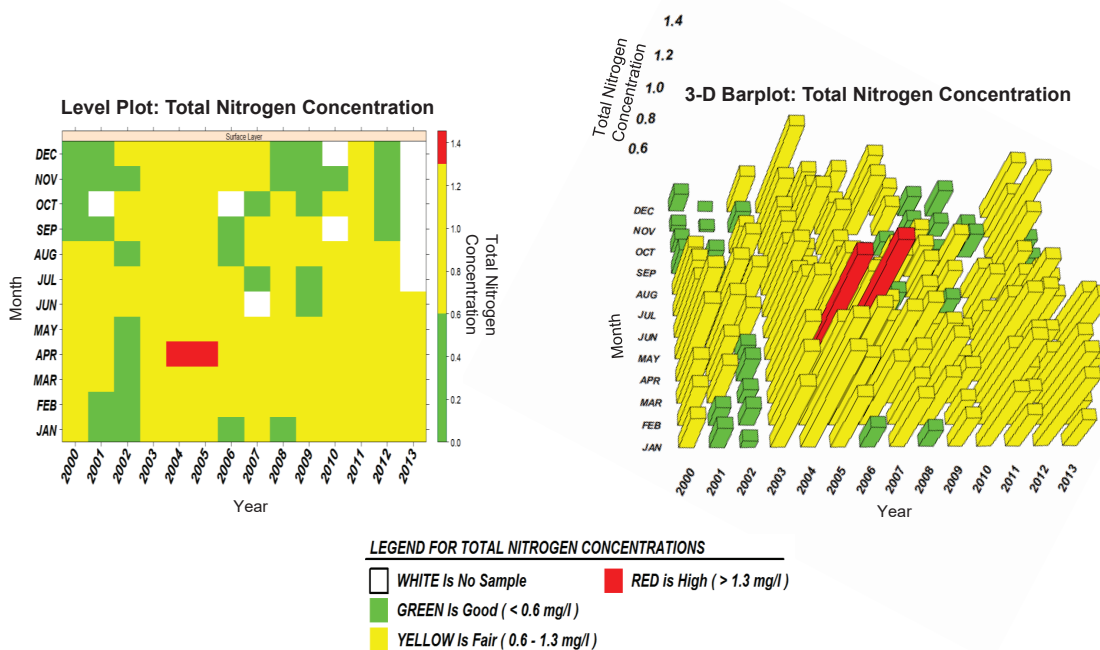 Level Plot: Total Nitrogen Concentration
Surface Layer
DEC
NOV
OCT
SEP
AUG
JUL
JUN
MAY
APR
MAR
FEB
JAN
Month
2000
2001
2002
2003
2004
2005
2006
2007
2008
2009
2010
2011
2012
2013
Year
1.4
1.2
1.0
0.8
0.6
0.4
0.2
0.0
Total Nitrogen
Concentration
3-D Barplot: Total Nitrogen Concentration
1.4
1.2
1.0
0.8
0.6
Total Nitrogen
Concentration
DEC
NOV
OCT
SEP
AUG
JUL
JUN
MAY
APR
MAR
FEB
JAN
Month
2000
2001
2002
2003
2004
2005
2006
2007
2008
2009
2010
2011
2012
2013
Year
LEGEND FOR TOTAL NITROGEN CONCENTRATIONS
WHITE Is No Sample
RED is High ( > 1.3 mg/l )
GREEN Is Good ( < 0.6 mg/l )
YELLOW Is Fair ( 0.6 - 1.3 mg/l )